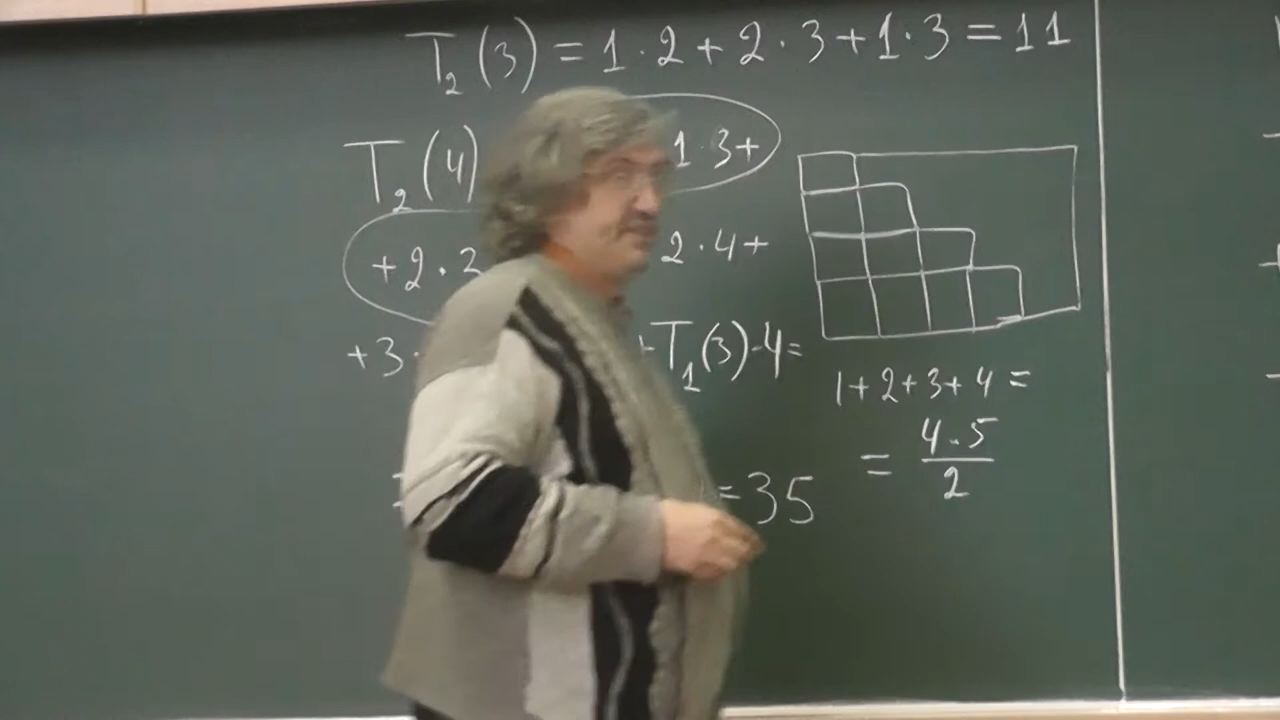 T₂(3) = 1·2 + 2·3 + 1·3 = 11
T₂(4) 1·3+
+2·3 2·4+
+3· +T₁(3)·4=
=35
1+2+3+4 =
= 4·5/2